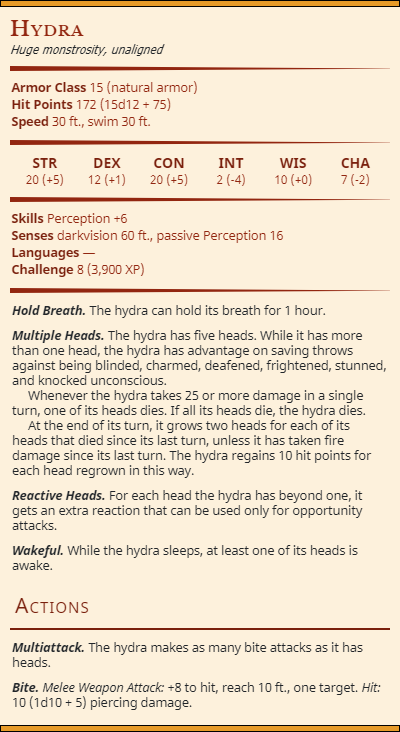 Hydra
Huge monstrosity, unaligned
Armor Class 15 (natural armor)
Hit Points 172 (15d12 + 75)
Speed 30 ft., swim 30 ft.
STR DEX CON INT WIS CHA
20 (+5) 12 (+1) 20 (+5) 2 (-4) 10 (+0) 7 (-2)
Skills Perception +6
Senses darkvision 60 ft., passive Perception 16
Languages —
Challenge 8 (3,900 XP)
Hold Breath. The hydra can hold its breath for 1 hour.
Multiple Heads. The hydra has five heads. While it has more
than one head, the hydra has advantage on saving throws
against being blinded, charmed, deafened, frightened, stunned,
and knocked unconscious.
Whenever the hydra takes 25 or more damage in a single
turn, one of its heads dies. If all its heads die, the hydra dies.
At the end of its turn, it grows two heads for each of its
heads that died since its last turn, unless it has taken fire
damage since its last turn. The hydra regains 10 hit points for
each head regrown in this way.
Reactive Heads. For each head the hydra has beyond one, it
gets an extra reaction that can be used only for opportunity
attacks.
Wakeful. While the hydra sleeps, at least one of its heads is
awake.
Actions
Multiattack. The hydra makes as many bite attacks as it has
heads.
Bite. Melee Weapon Attack: +8 to hit, reach 10 ft., one target. Hit:
10 (1d10 + 5) piercing damage.